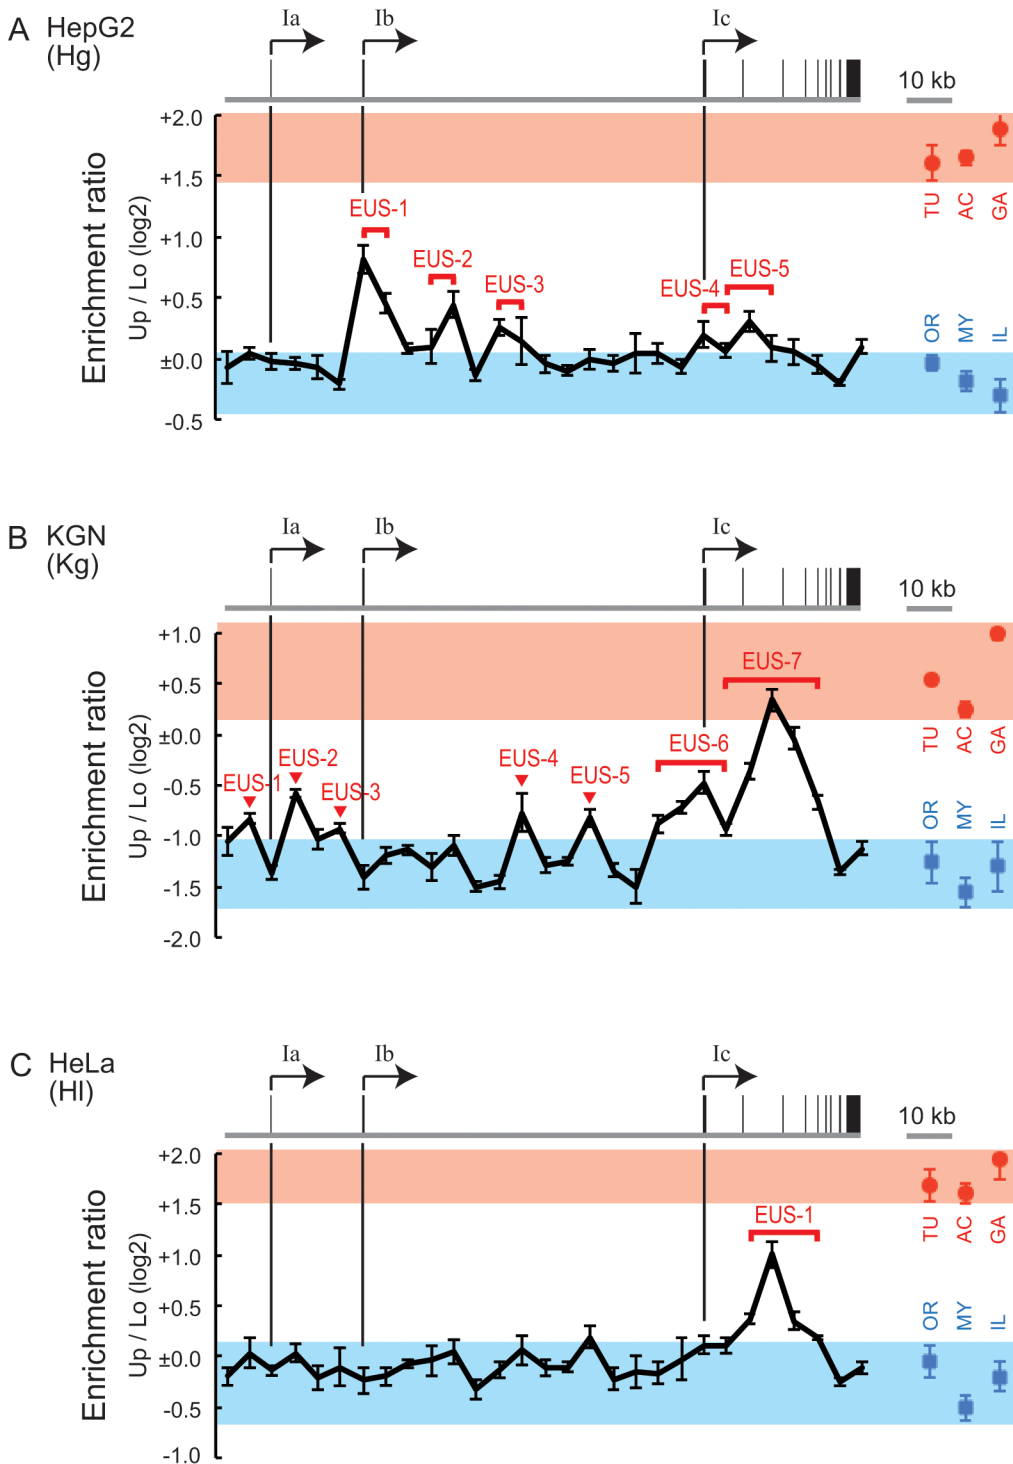 A HepG2
(Hg)
Ia
Ib
Ic
10 kb
Enrichment ratio
Up / Lo (log2)
+2.0
+1.5
+1.0
+0.5
±0.0
-0.5
EUS-1
EUS-2
EUS-3
EUS-4
EUS-5
TU
AC
GA
OR
MY
IL
B KGN
(Kg)
Ia
Ib
Ic
10 kb
Enrichment ratio
Up / Lo (log2)
+1.0
+0.5
±0.0
-0.5
-1.0
-1.5
-2.0
EUS-1
EUS-2
EUS-3
EUS-4
EUS-5
EUS-6
EUS-7
TU
AC
GA
OR
MY
IL
C HeLa
(Hl)
Ia
Ib
Ic
10 kb
Enrichment ratio
Up / Lo (log2)
+2.0
+1.5
+1.0
+0.5
±0.0
-0.5
-1.0
EUS-1
TU
AC
GA
OR
MY
IL